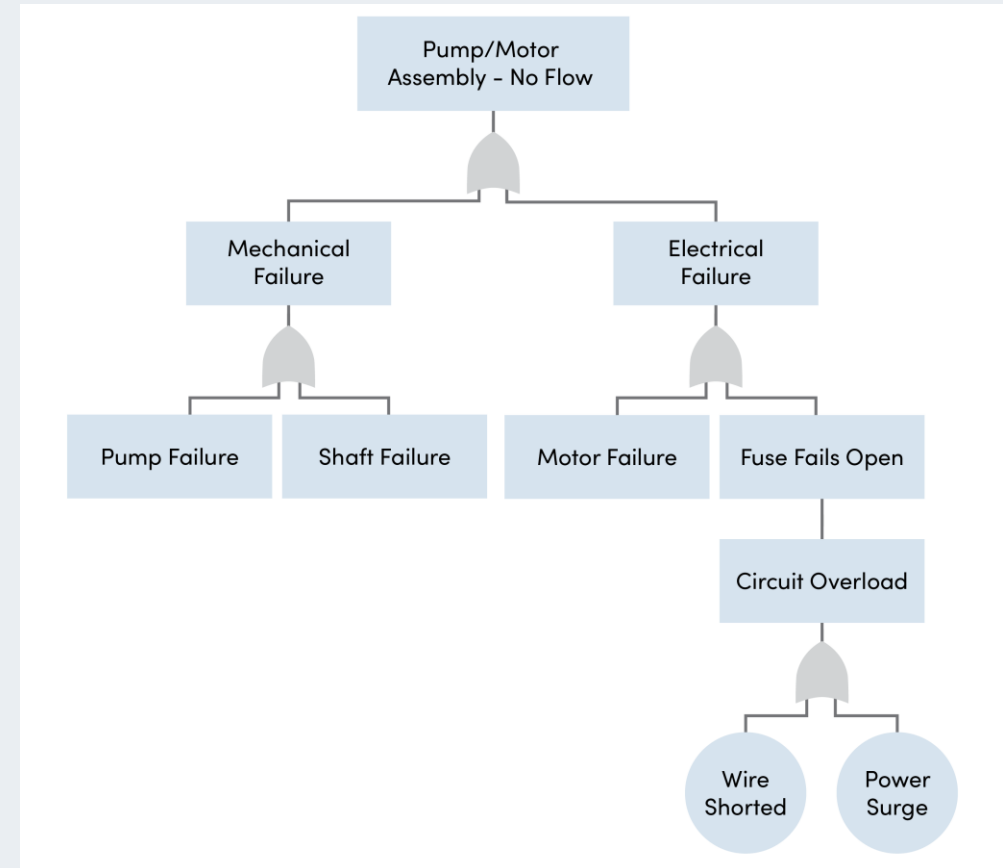 Pump/Motor
Assembly - No Flow
Mechanical
Failure
Electrical
Failure
Pump Failure
Shaft Failure
Motor Failure
Fuse Fails Open
Circuit Overload
Wire
Shorted
Power
Surge